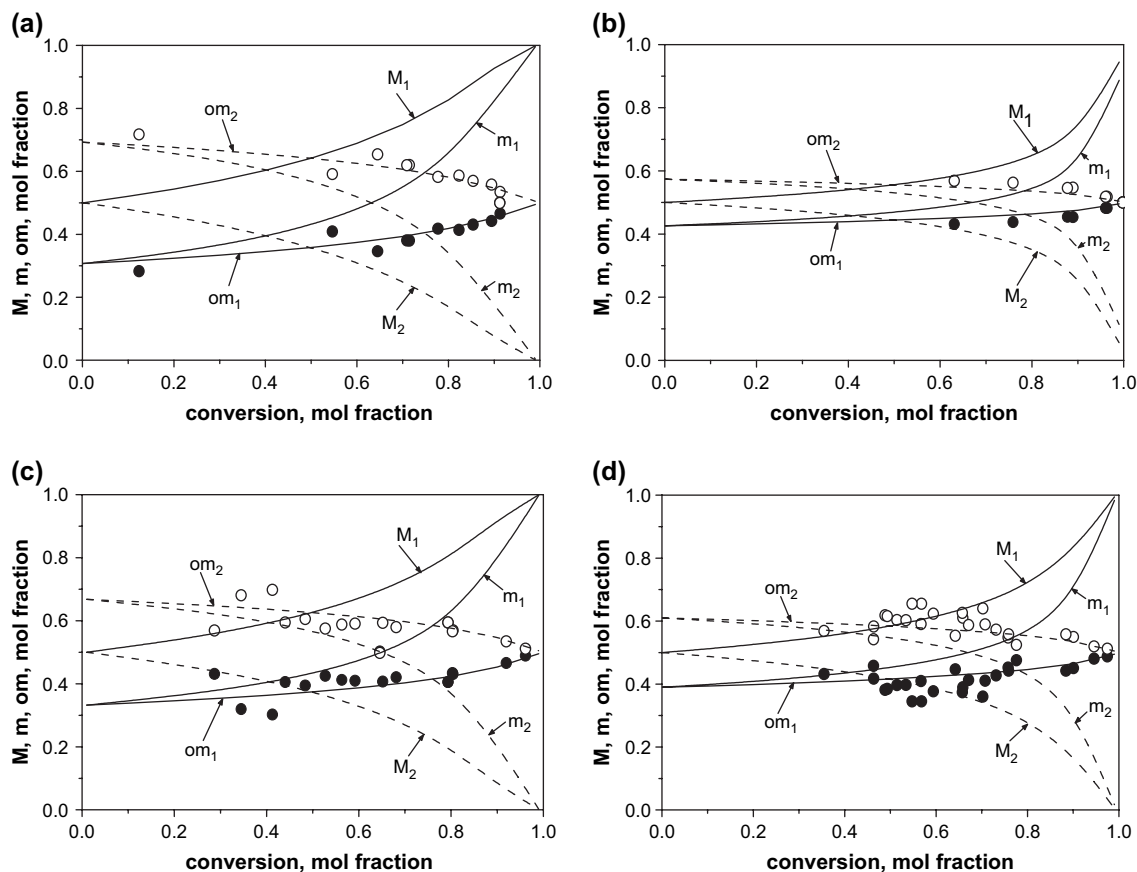 (a)
M, m, om, mol fraction
1.0
0.8
0.6
0.4
0.2
0.0
om₂
M₁
m₁
om₁
M₂
m₂
0.0 0.2 0.4 0.6 0.8 1.0
conversion, mol fraction
(b)
M, m, om, mol fraction
1.0
0.8
0.6
0.4
0.2
0.0
om₂
M₁
m₁
om₁
M₂
m₂
0.0 0.2 0.4 0.6 0.8 1.0
conversion, mol fraction
(c)
M, m, om, mol fraction
1.0
0.8
0.6
0.4
0.2
0.0
om₂
M₁
m₁
om₁
M₂
m₂
0.0 0.2 0.4 0.6 0.8 1.0
conversion, mol fraction
(d)
M, m, om, mol fraction
1.0
0.8
0.6
0.4
0.2
0.0
om₂
M₁
m₁
om₁
M₂
m₂
0.0 0.2 0.4 0.6 0.8 1.0
conversion, mol fraction